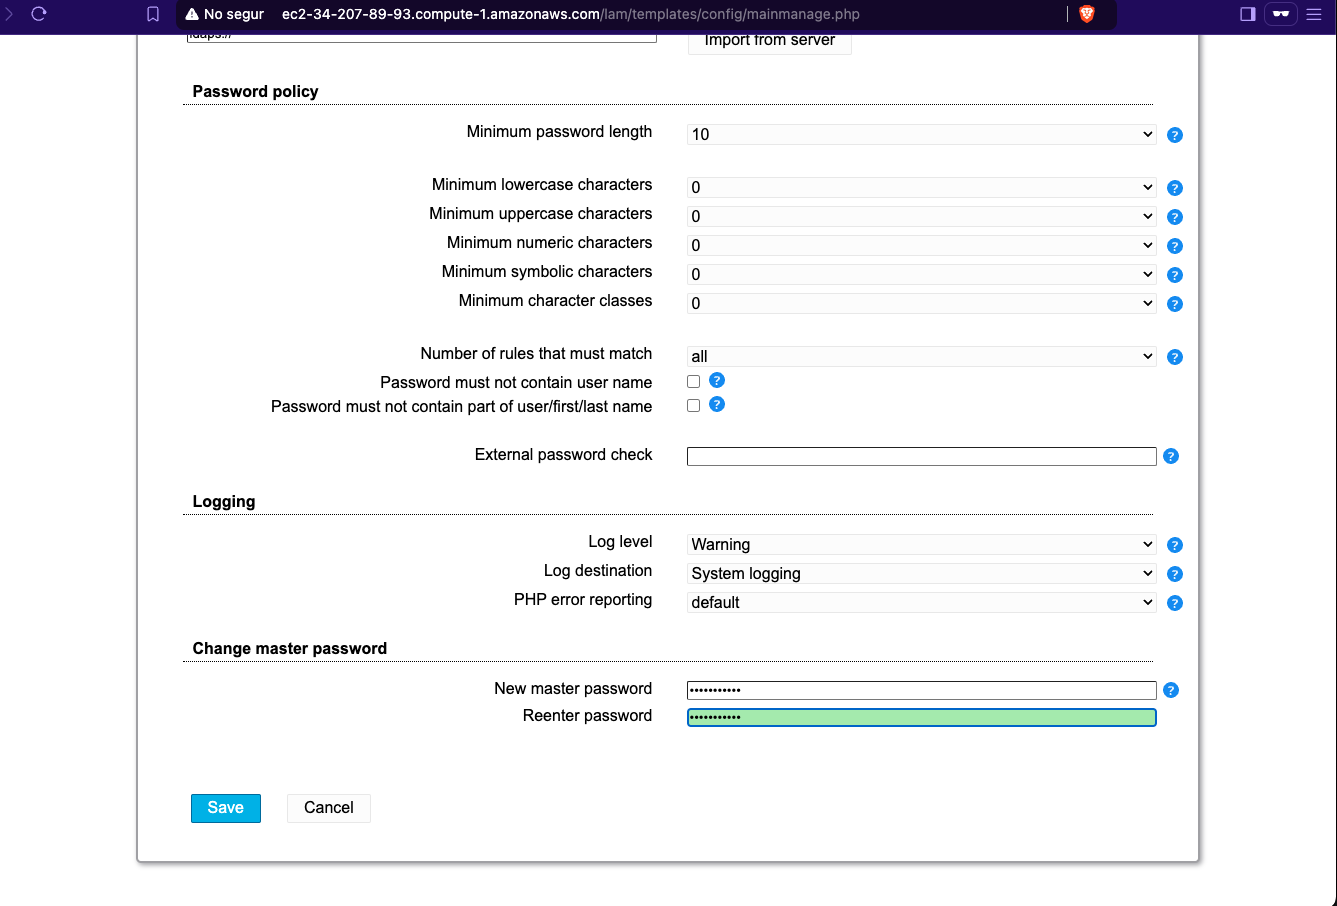 No segur ec2-34-207-89-93.compute-1.amazonaws.com/lam/templates/config/mainmanage.php
ldaps://
Import from server
Password policy
Minimum password length 10
Minimum lowercase characters 0
Minimum uppercase characters 0
Minimum numeric characters 0
Minimum symbolic characters 0
Minimum character classes 0
Number of rules that must match all
Password must not contain user name
Password must not contain part of user/first/last name
External password check
Logging
Log level Warning
Log destination System logging
PHP error reporting default
Change master password
New master password •••••••••••
Reenter password •••••••••••
Save Cancel